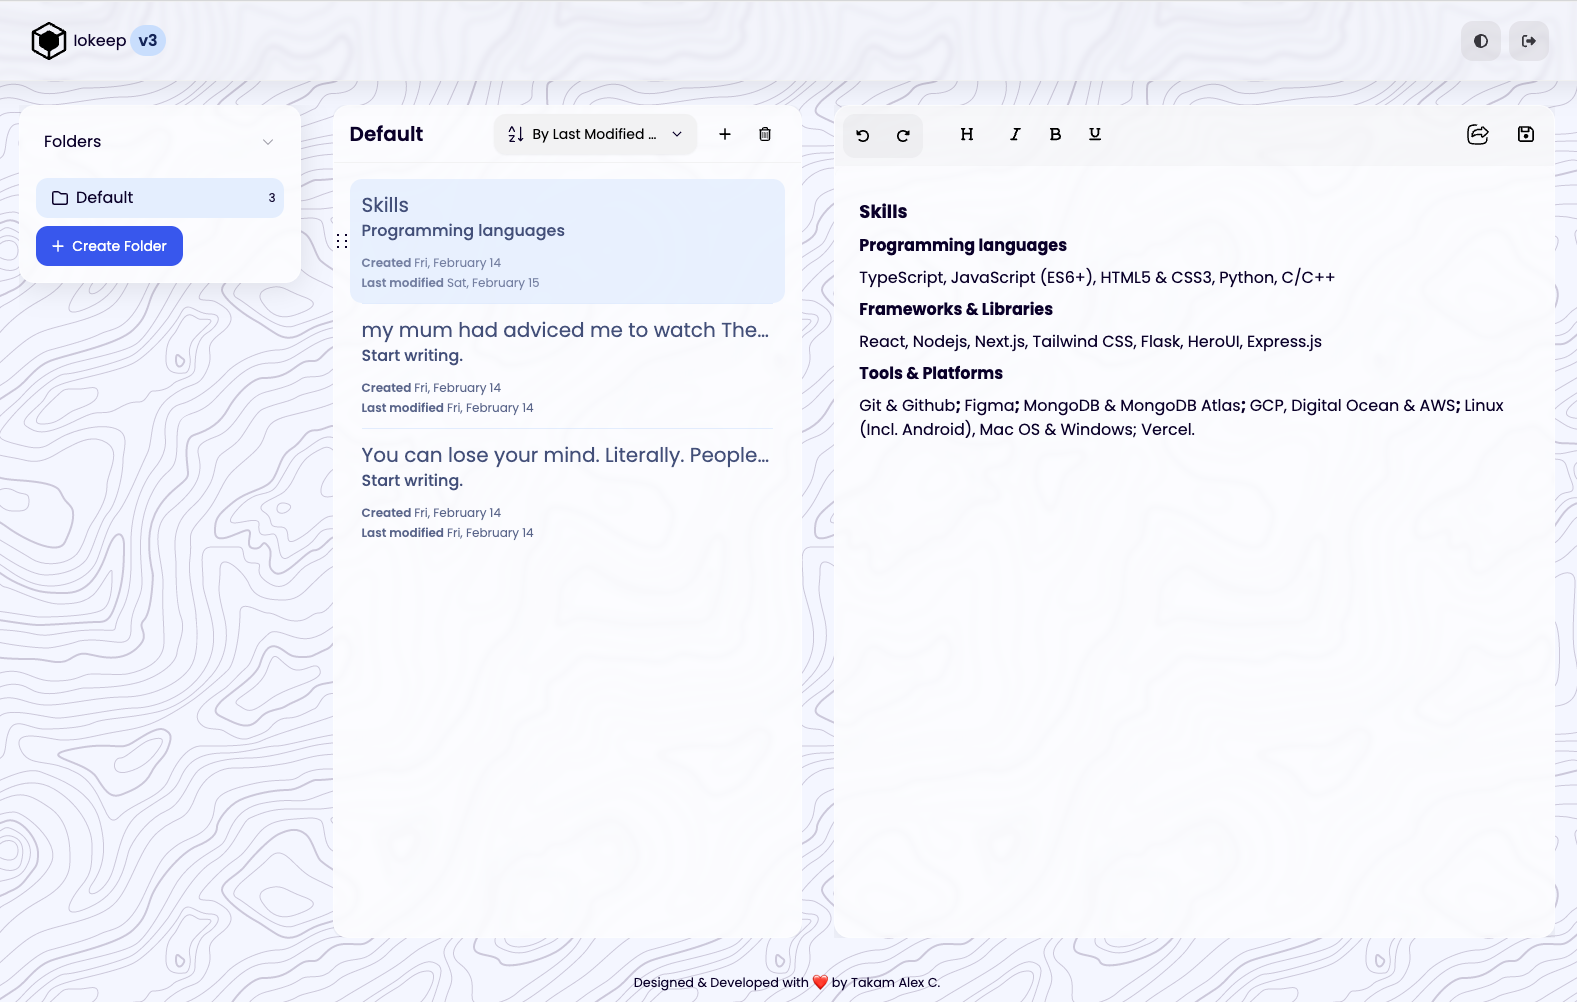 lokeep v3
Folders
Default 3
Create Folder
Default
By Last Modified ...
Skills
Programming languages
Created Fri, February 14
Last modified Sat, February 15
my mum had adviced me to watch The...
Start writing.
Created Fri, February 14
Last modified Fri, February 14
You can lose your mind. Literally. People...
Start writing.
Created Fri, February 14
Last modified Fri, February 14
H I B U
Skills
Programming languages
TypeScript, JavaScript (ES6+), HTML5 & CSS3, Python, C/C++
Frameworks & Libraries
React, Nodejs, Next.js, Tailwind CSS, Flask, HeroUI, Express.js
Tools & Platforms
Git & Github; Figma; MongoDB & MongoDB Atlas; GCP, Digital Ocean & AWS; Linux
(Incl. Android), Mac OS & Windows; Vercel.
Designed & Developed with ❤️ by Takam Alex C.